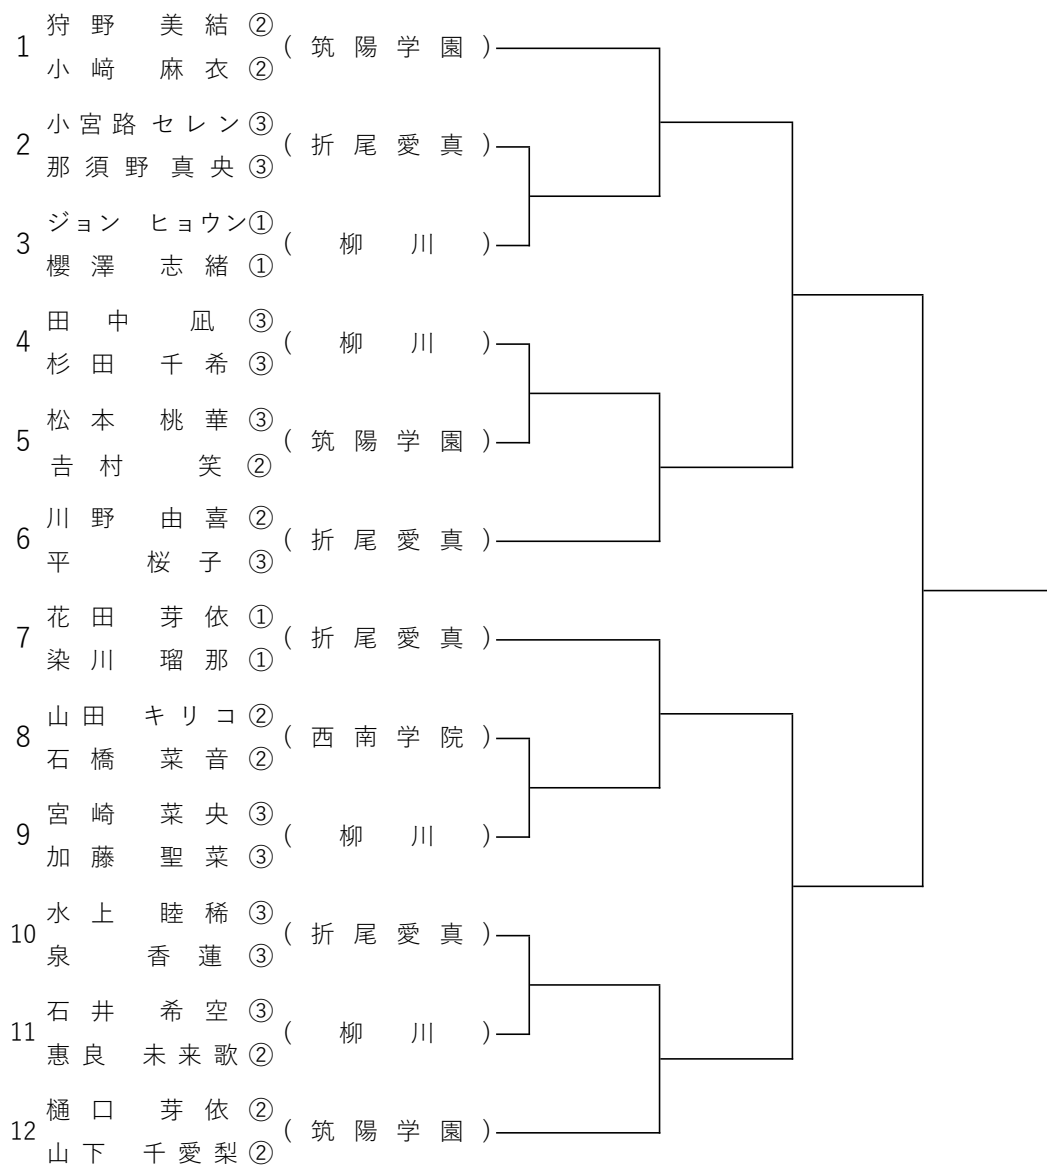 狩野 美結 ②
1 (筑陽学園)
小﨑 麻衣 ②
小宮路 セレン ③
2 (折尾愛真)
那須野 真央 ③
ジョン ヒョウン ①
3 (柳川)
櫻澤 志緒 ①
田中 凪 ③
4 (柳川)
杉田 千希 ③
松本 桃華 ③
5 (筑陽学園)
𠮷村 笑 ②
川野 由喜 ②
6 (折尾愛真)
平 桜子 ③
花田 芽依 ①
7 (折尾愛真)
染川 瑠那 ①
山田 キリコ ②
8 (西南学院)
石橋 菜音 ②
宮崎 菜央 ③
9 (柳川)
加藤 聖菜 ③
水上 睦稀 ③
10 (折尾愛真)
泉 香蓮 ③
石井 希空 ③
11 (柳川)
惠良 未来歌 ②
樋口 芽依 ②
12 (筑陽学園)
山下 千愛梨 ②